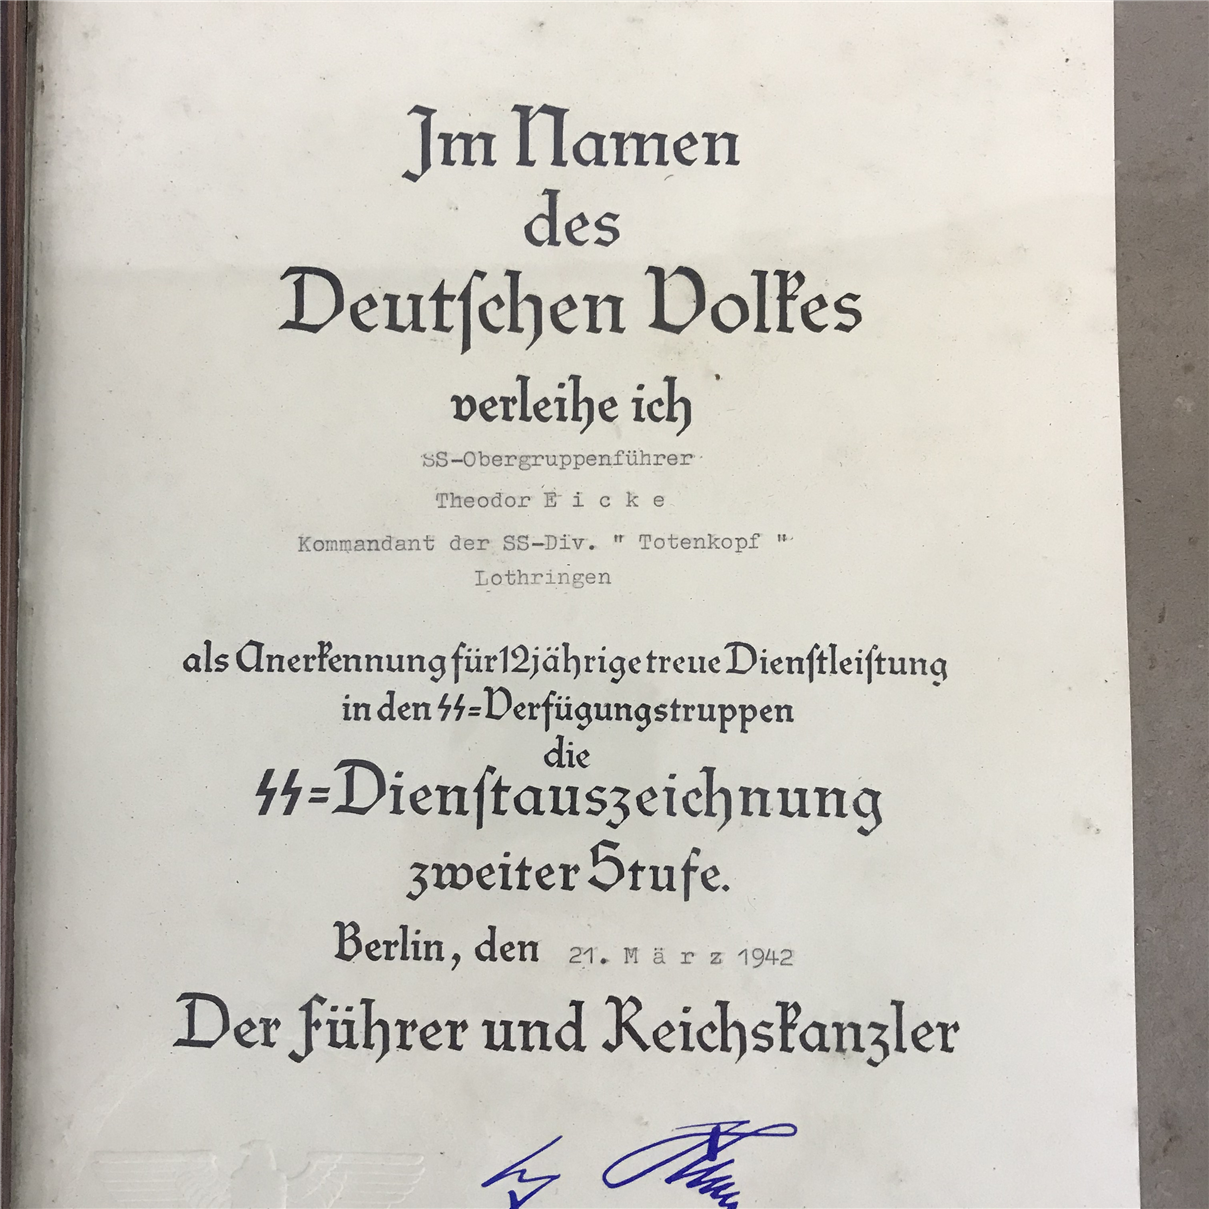 Im Namen
des
Deutschen Volkes
verleihe ich
SS-Obergruppenführer
Theodor E i c k e
Kommandant der SS-Div. " Totenkopf "
Lothringen
als Anerkennung für 12jährige treue Dienstleistung
in den SS=Verfügungstruppen
die
SS=Dienstauszeichnung
zweiter Stufe.
Berlin, den 21. M ä r z 1942
Der Führer und Reichskanzler